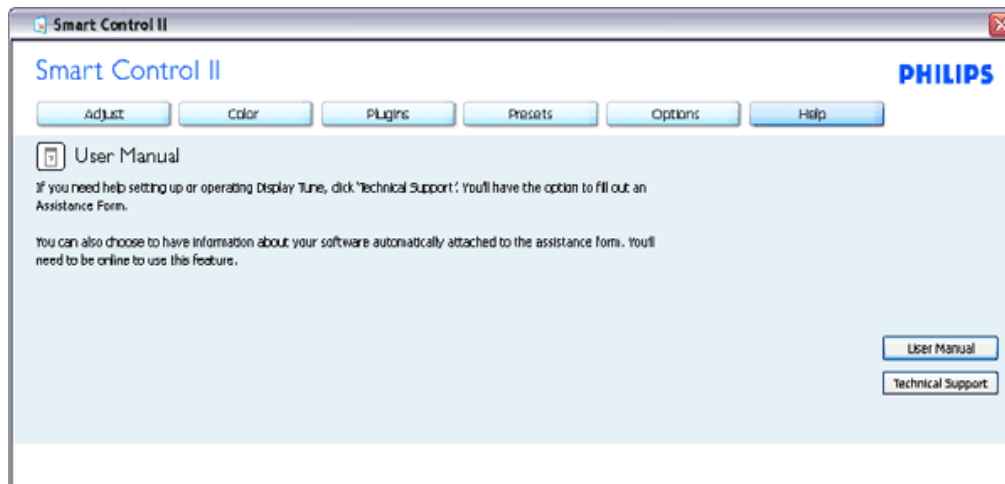 Smart Control II
Smart Control II
PHILIPS
Adjust Color Plugins Presets Options Help
User Manual
If you need help setting up or operating Display Tune, click 'Technical Support'. You'll have the option to fill out an
Assistance Form.
You can also choose to have information about your software automatically attached to the assistance form. You'll
need to be online to use this feature.
User Manual
Technical Support